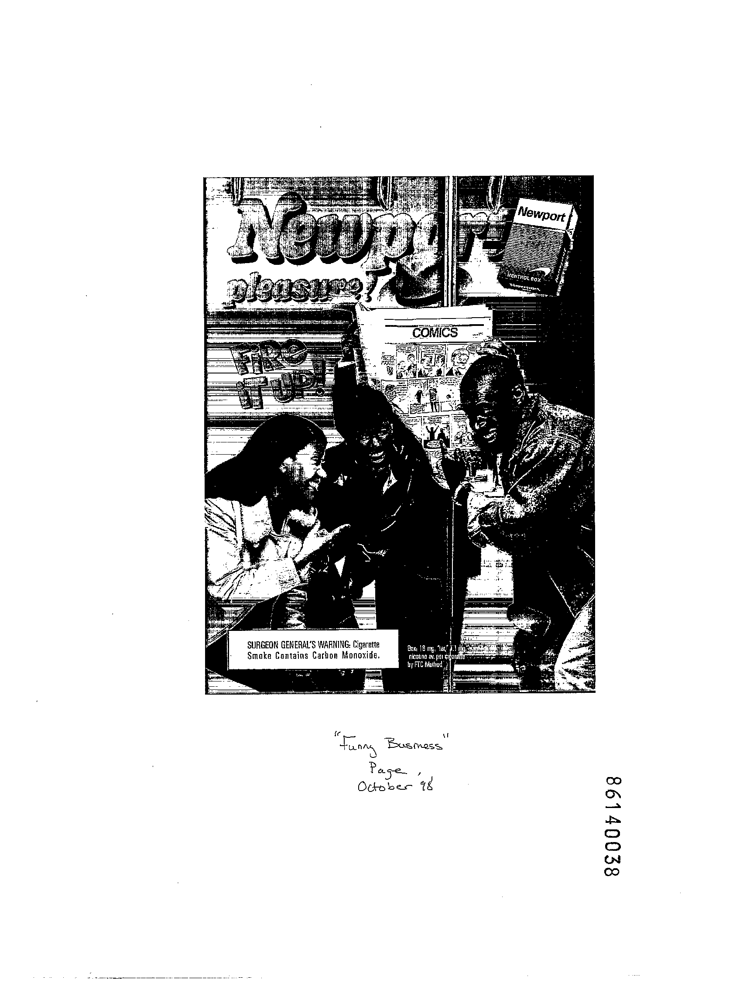 Newport
pleasure!
Newport
MENTHOL BOX
COMICS
FIRE
IT UP!
SURGEON GENERAL'S WARNING: Cigarette
Smoke Contains Carbon Monoxide.
Box: 18 mg. "tar,"
nicotine av. per cigarette
by FTC Method
"Funny Business"
Page,
October '98
86140038